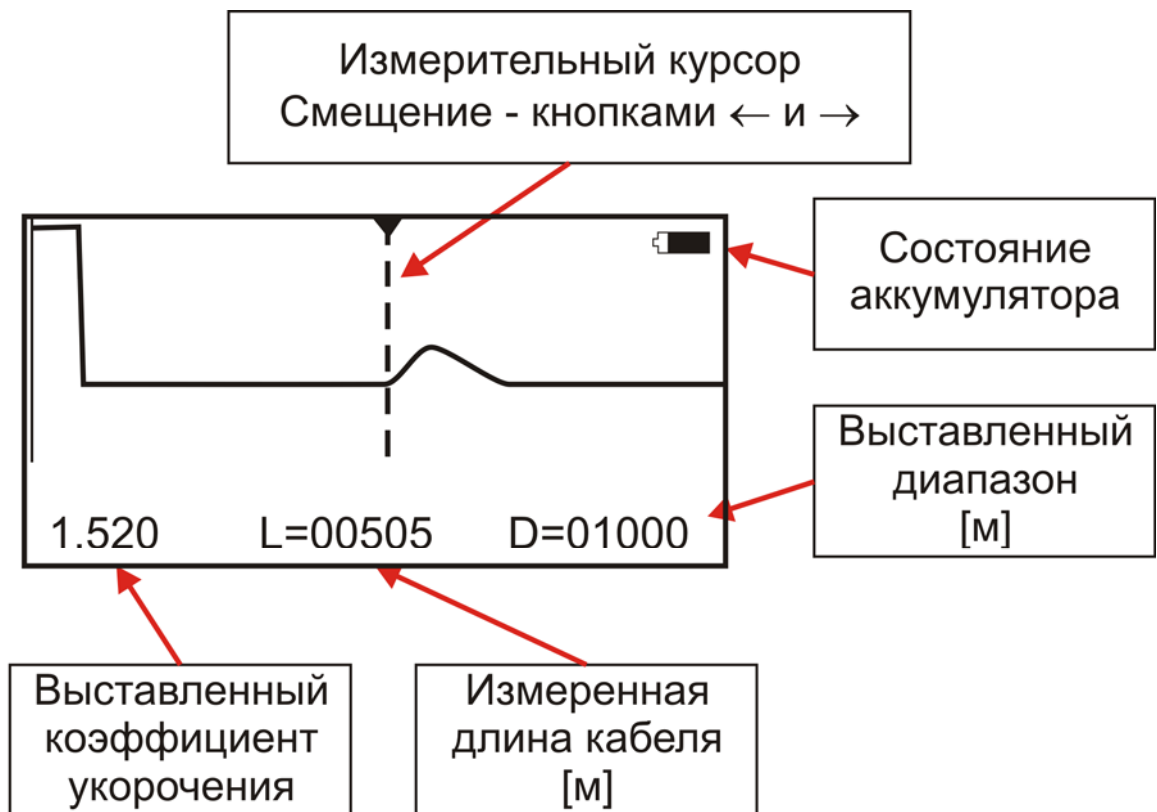 Измерительный курсор
Смещение - кнопками ← и →
Состояние
аккумулятора
Выставленный
диапазон
[м]
1.520 L=00505 D=01000
Выставленный
коэффициент
укорочения
Измеренная
длина кабеля
[м]